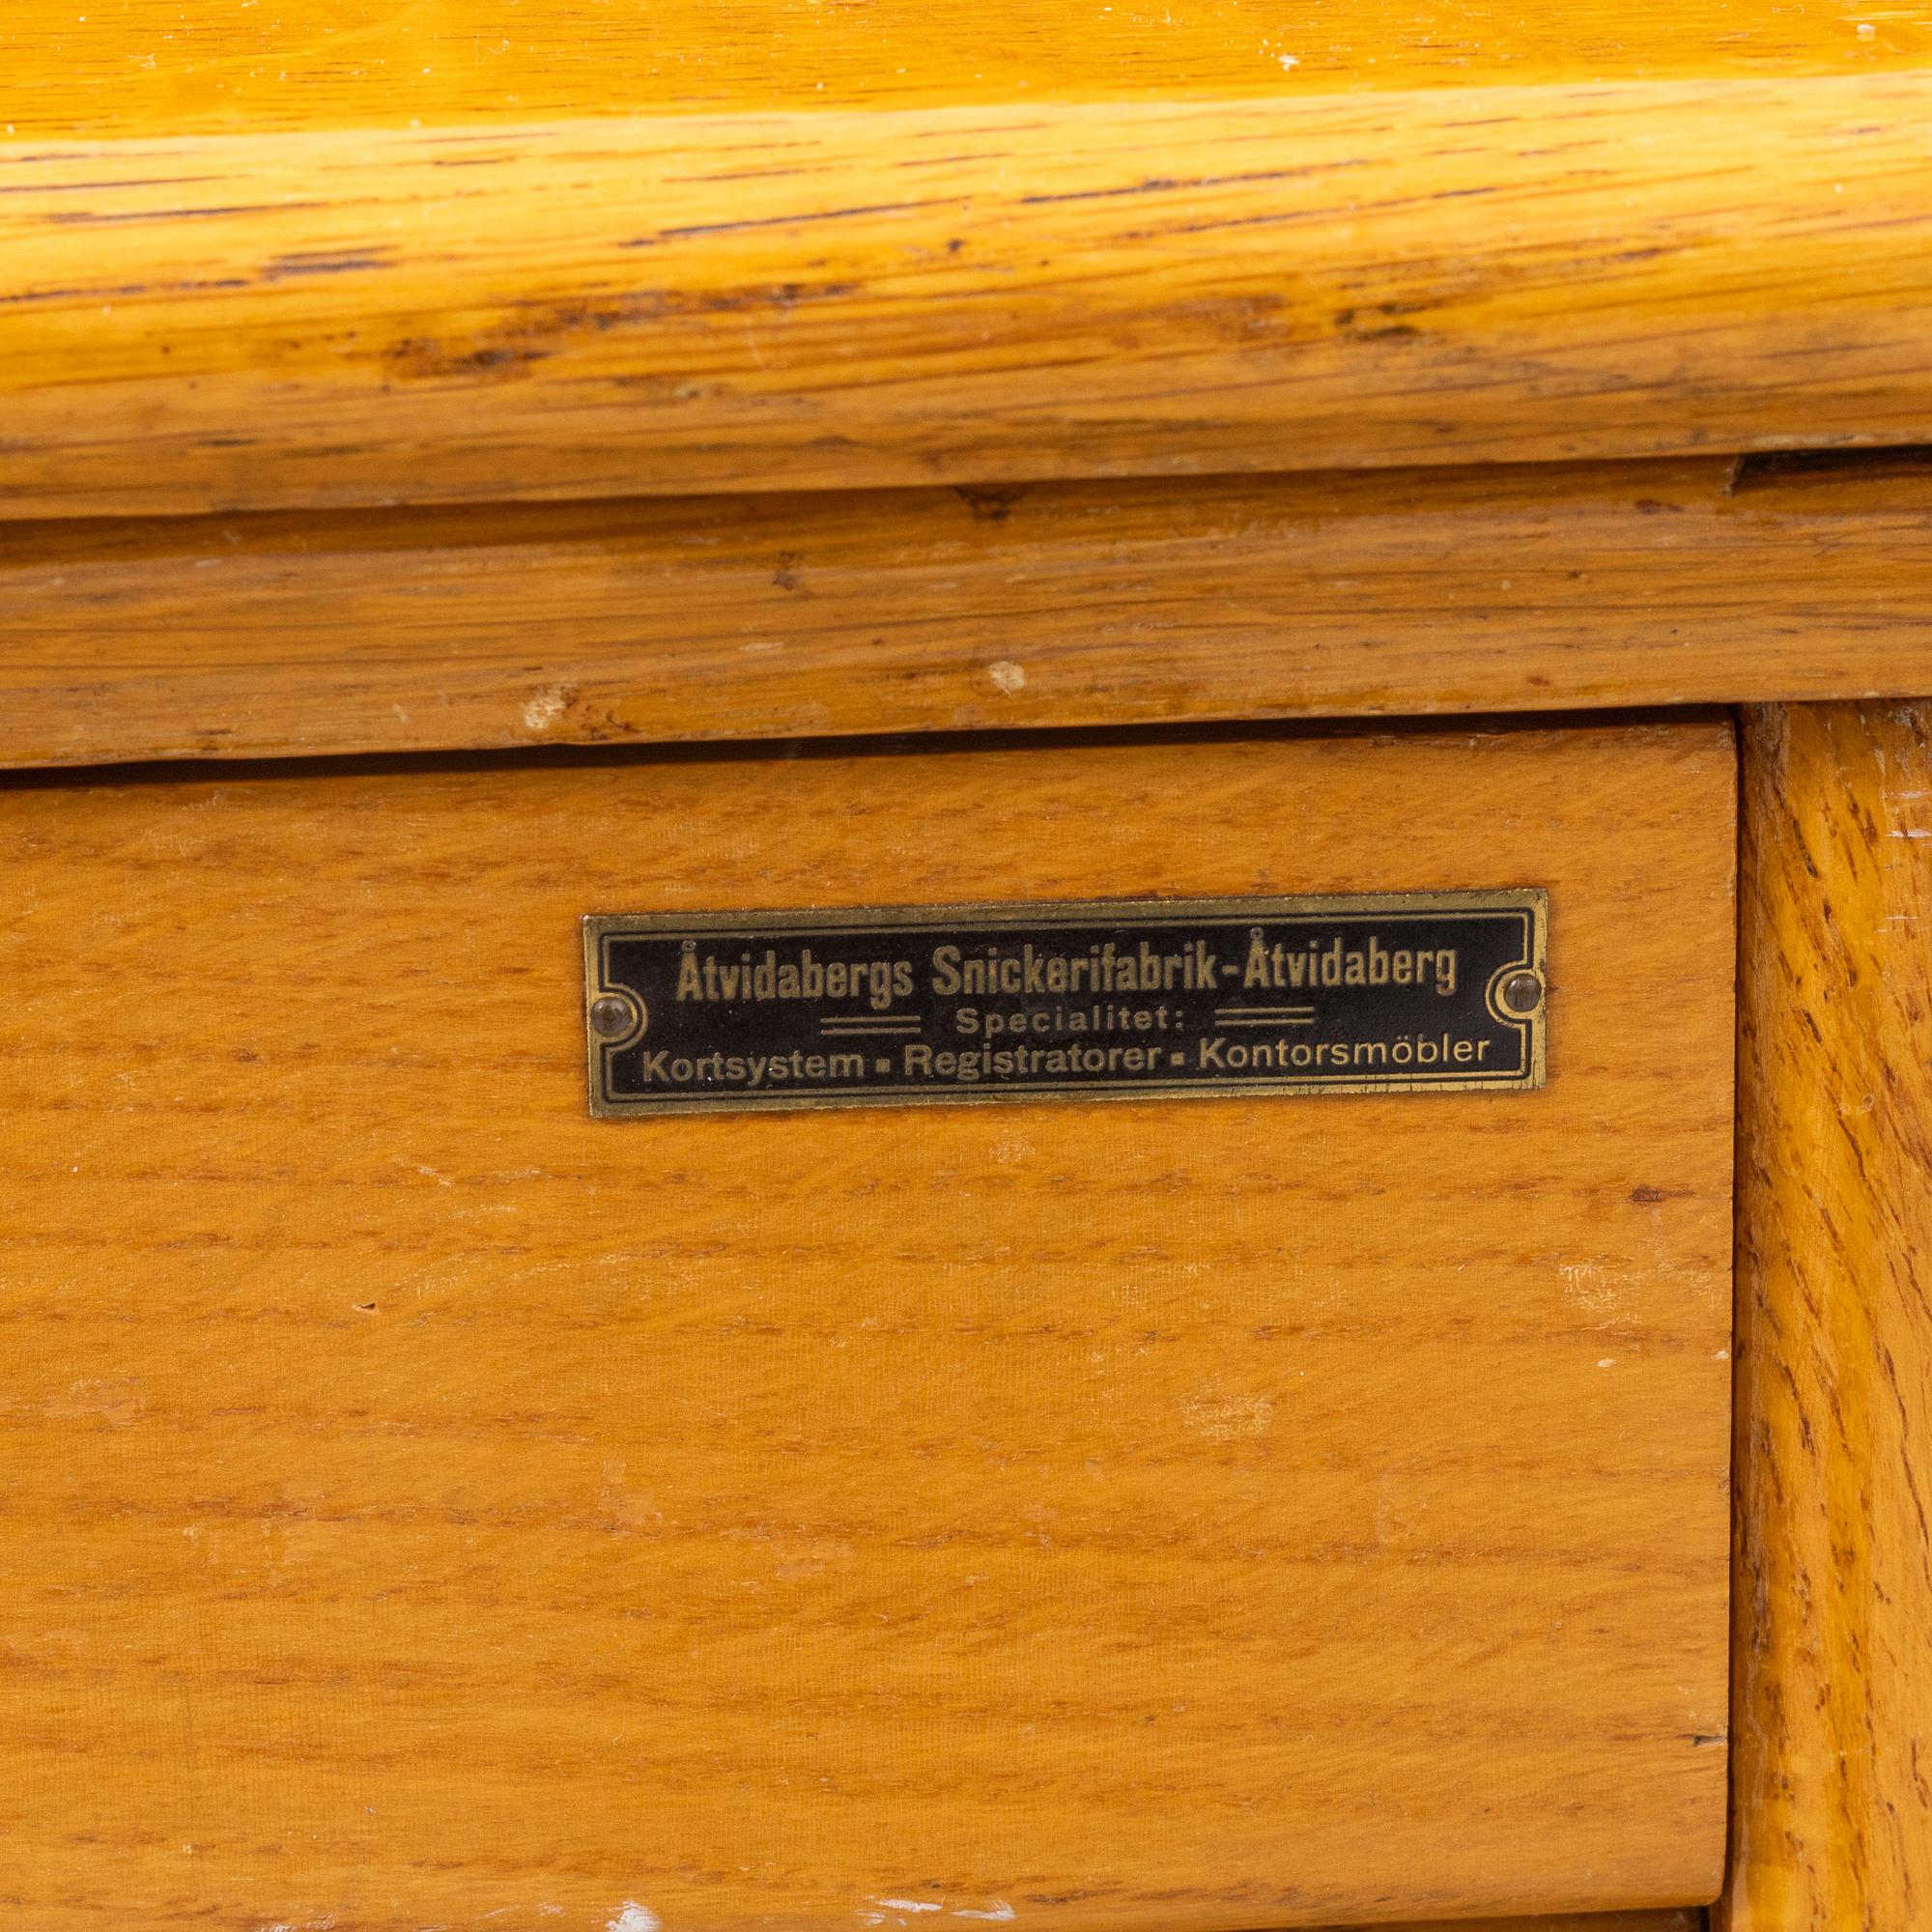 Åtvidabergs Snickerifabrik-Åtvidaberg
Specialitet:
Kortsystem ▪ Registratorer ▪ Kontorsmöbler